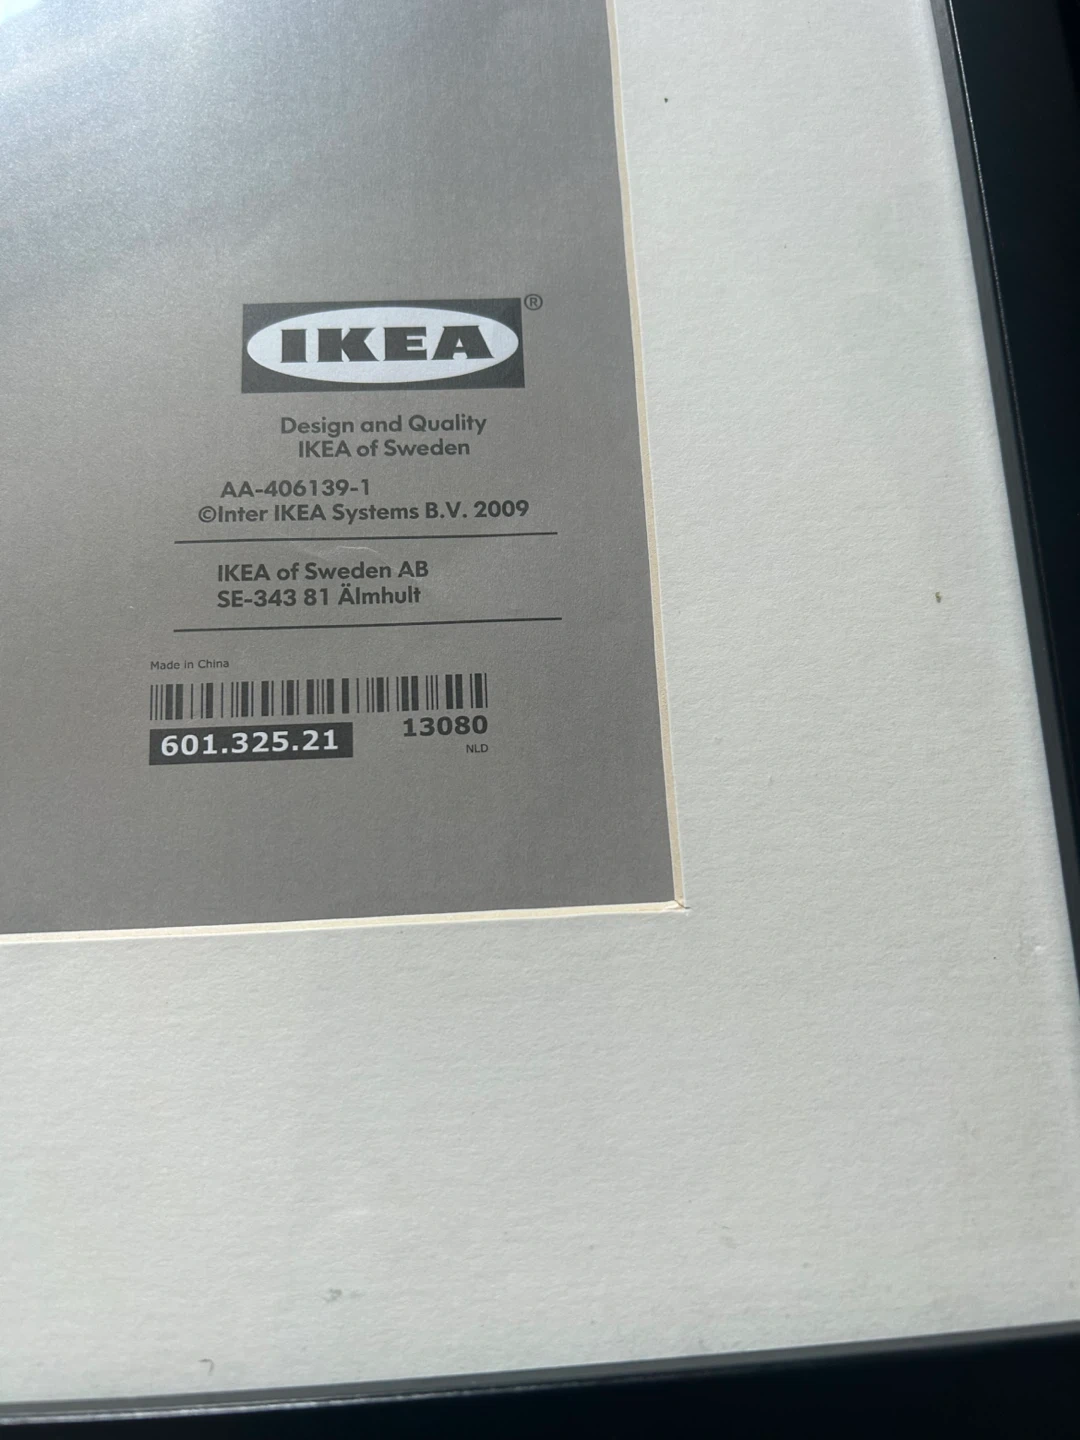 IKEA®
Design and Quality
IKEA of Sweden
AA-406139-1
©Inter IKEA Systems B.V. 2009
IKEA of Sweden AB
SE-343 81 Älmhult
Made in China
601.325.21 13080
NLD